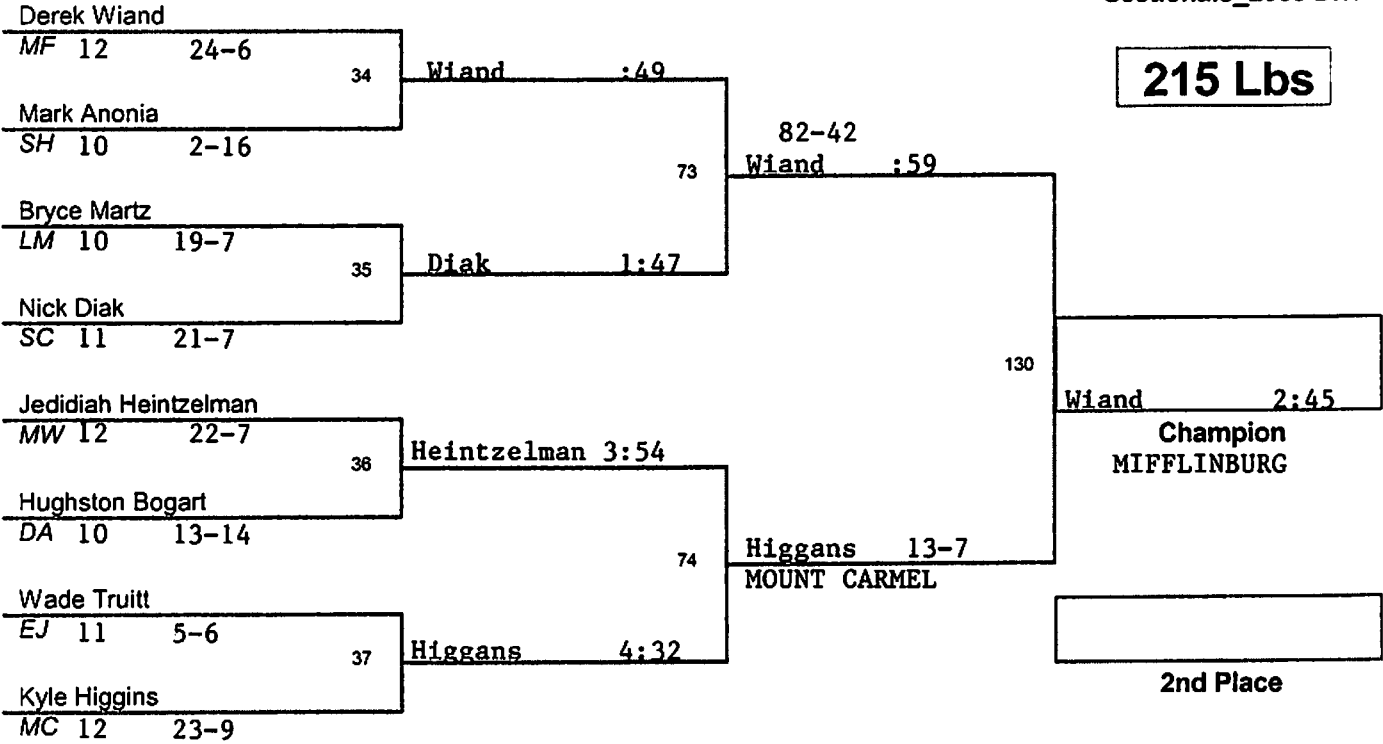 215 Lbs
Derek Wiand
MF 12 24-6
34
Wiand :49
Mark Anonia
SH 10 2-16
73
82-42
Wiand :59
Bryce Martz
LM 10 19-7
35
Diak 1:47
Nick Diak
SC 11 21-7
130
Wiand 2:45
Champion
MIFFLINBURG
Jedidiah Heintzelman
MW 12 22-7
36
Heintzelman 3:54
Hughston Bogart
DA 10 13-14
74
Higgans 13-7
MOUNT CARMEL
Wade Truitt
EJ 11 5-6
37
Higgans 4:32
Kyle Higgins
MC 12 23-9
2nd Place